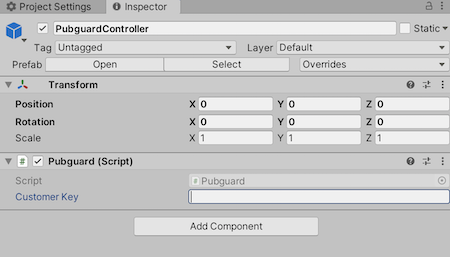 Project Settings Inspector
PubguardController Static
Tag Untagged Layer Default
Prefab Open Select Overrides
Transform
Position X 0 Y 0 Z 0
Rotation X 0 Y 0 Z 0
Scale X 1 Y 1 Z 1
# Pubguard (Script)
Script # Pubguard
Customer Key
Add Component